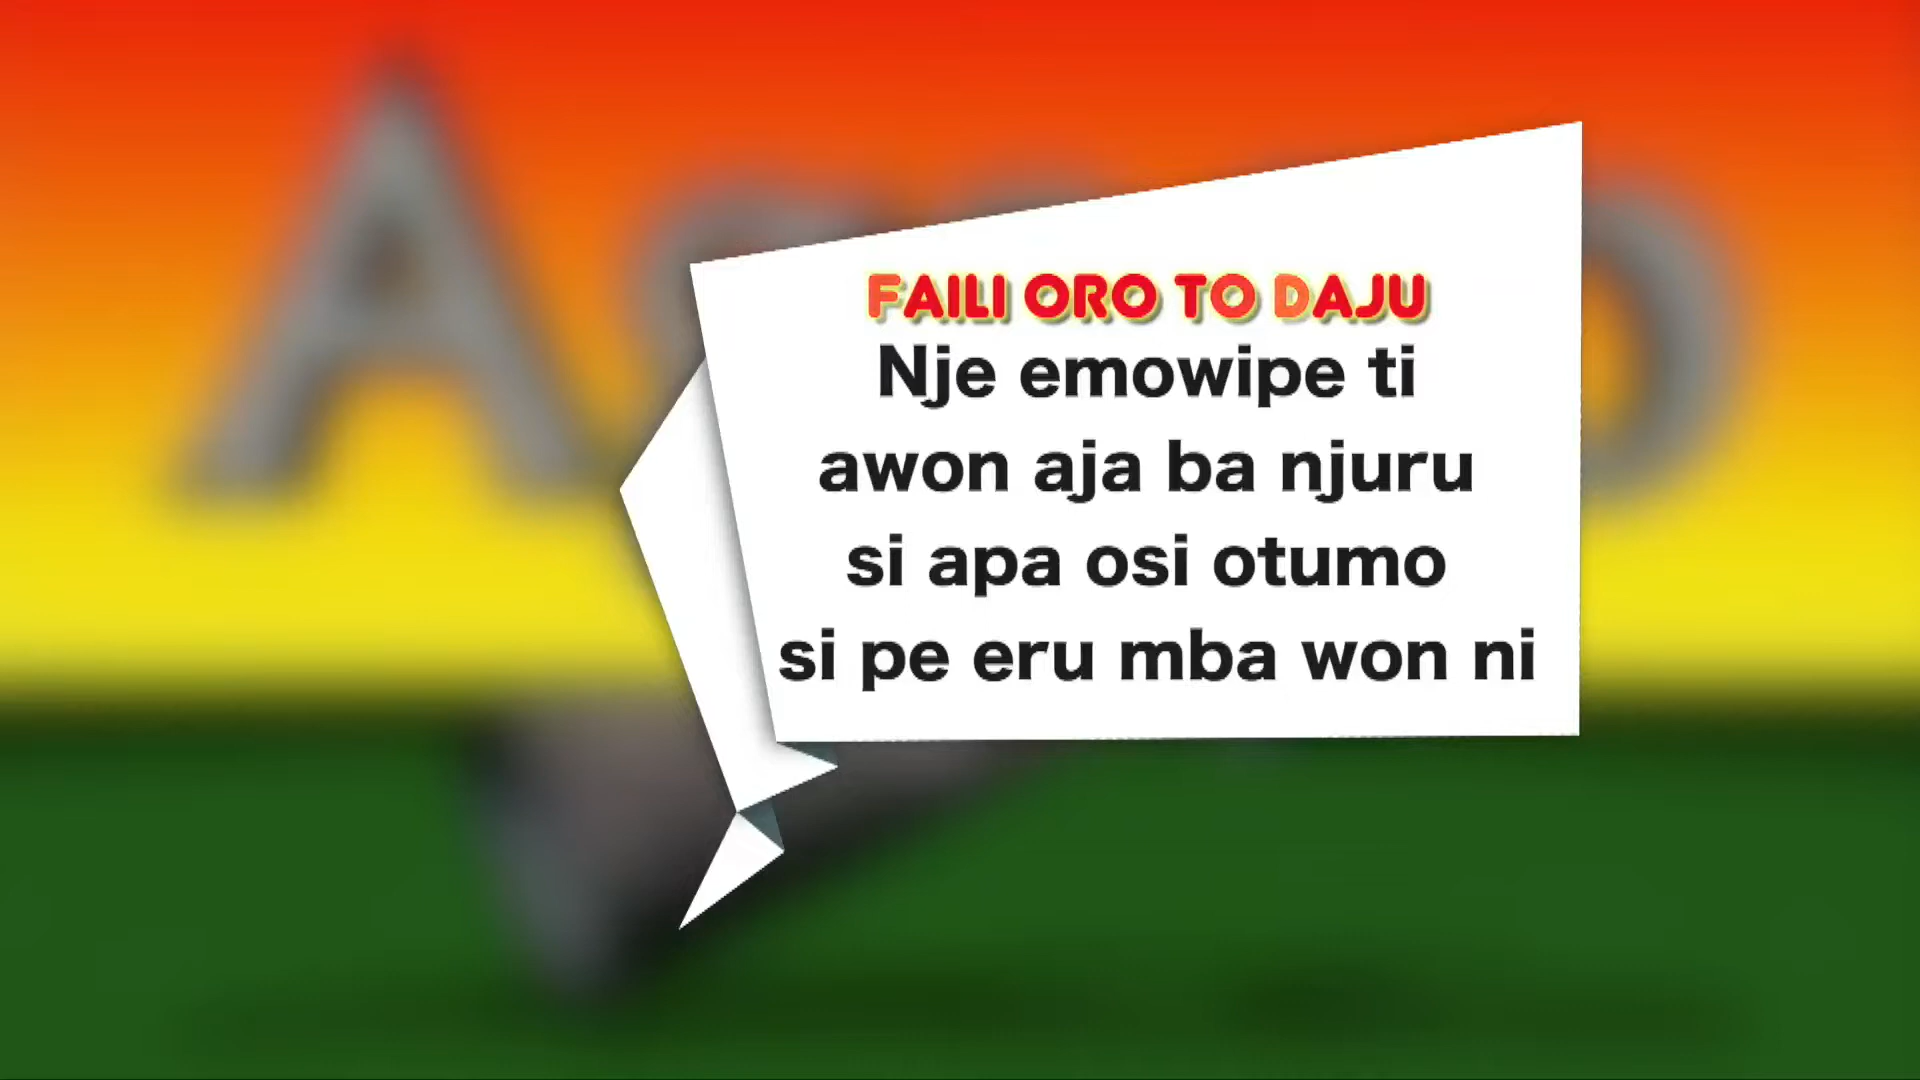 FAILI ORO TO DAJU
Nje emowipe ti
awon aja ba njuru
si apa osi otumo
si pe eru mba won ni